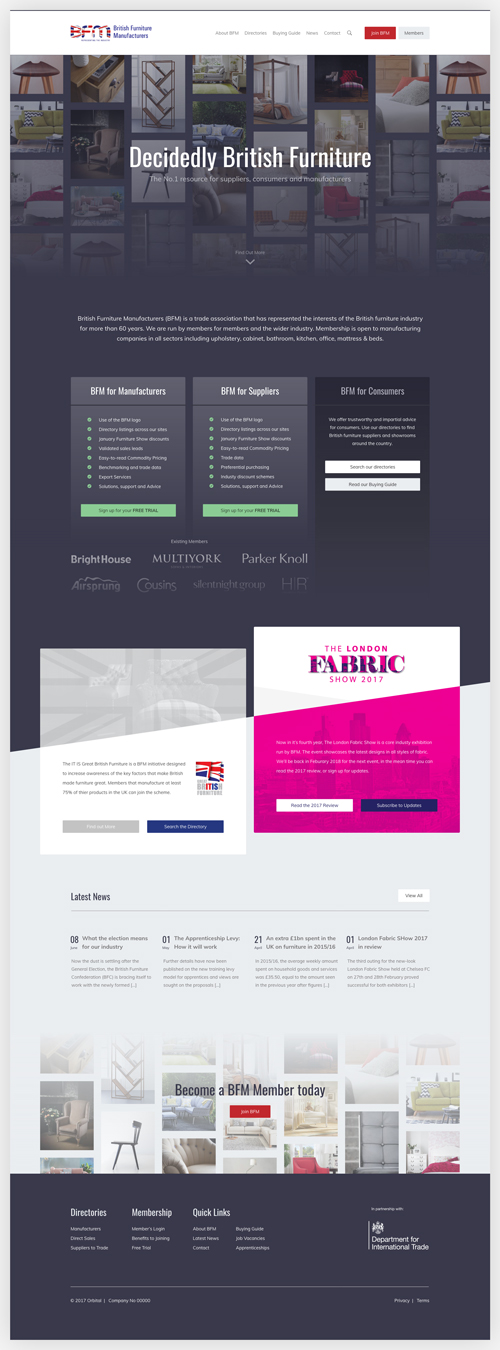 BFM British Furniture
Manufacturers
About BFM Directories Buying Guide News Contact Join BFM Members
Decidedly British Furniture
The No.1 resource for suppliers, consumers and manufacturers
Find Out More
British Furniture Manufacturers (BFM) is a trade association that has represented the interests of the British furniture industry
for more than 60 years. We are run by members for members and the wider industry. Membership is open to manufacturing
companies in all sectors including upholstery, cabinet, bathroom, kitchen, office, mattress & beds.
BFM for Manufacturers
Use of the BFM logo
Directory listings across our sites
January Furniture Show discounts
Validated sales leads
Easy-to-read Commodity Pricing
Benchmarking and trade data
Export Services
Solutions, support and Advice
Sign up for your FREE TRIAL
BFM for Suppliers
Use of the BFM logo
Directory listings across our sites
January Furniture Show discounts
Easy-to-read Commodity Pricing
Trade data
Preferential purchasing
Industy discount schemes
Solutions, support and Advice
Sign up for your FREE TRIAL
BFM for Consumers
We offer trustworthy and impartial advice
for consumers. Use our directories to find
British furniture suppliers and showrooms
around the country.
Search our directories
Read our Buying Guide
Existing Members
BrightHouse MULTIYORK Parker Knoll
Airsprung Cousins silentnight group H|R
The IT IS Great British Furniture is a BFM initiative designed
to increase awareness of the key factors that make British
made furniture great. Members that manufacture at least
75% of thier products in the UK can join the scheme.
GREAT
BRITISH
FURNITURE
Find out More
Search the Directory
THE LONDON
FABRIC
SHOW 2017
Now in it's fourth year, The London Fabric Show is a core industry exhibition
run by BFM. The event showcases the latest designs in all styles of fabric.
We'll be back in Feburary 2018 for the next event, in the mean time you can
read the 2017 review, or sign up for updates.
Read the 2017 Review
Subscribe to Updates
Latest News
View All
08 June What the election means
for our industry
Now the dust is settling after the
General Election, the British Furniture
Confederation (BFC) is bracing itself to
work with the newly formed [...]
01 May The Apprenticeship Levy:
How it will work
Further details have now been
published on the new training levy
model for apprentices and views are
sought on the proposals [...]
21 April An extra £1bn spent in the
UK on furniture in 2015/16
In 2015/16, the average weekly amount
spent on household goods and services
was £35.50, equal to the amount seen
in the previous year after figures [...]
01 April London Fabric SHow 2017
in review
The third outing for the new-look
London Fabric Show held at Chelsea FC
on 27th and 28th February proved
successful for both exhibitors [...]
Become a BFM Member today
Join BFM
Directories
Manufacturers
Direct Sales
Suppliers to Trade
Membership
Member's Login
Benefits to Joining
Free Trial
Quick Links
About BFM
Latest News
Contact
Buying Guide
Job Vacancies
Apprenticeships
In partnership with:
Department for
International Trade
© 2017 Orbital | Company No 00000
Privacy | Terms